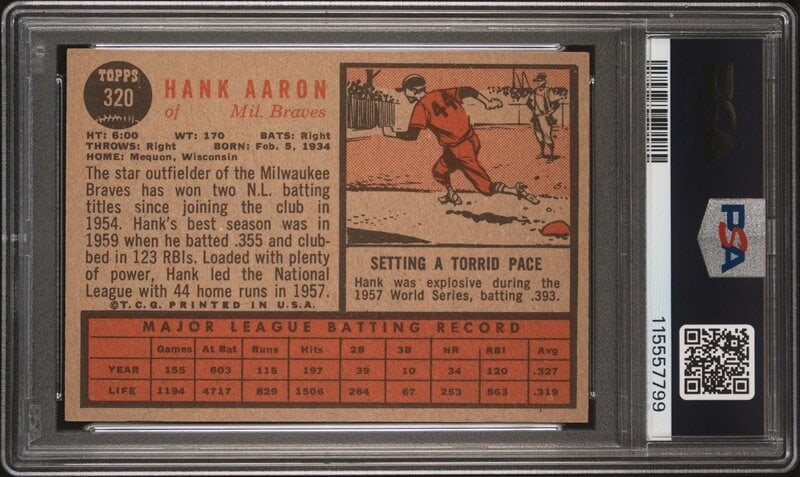 TOPPS
320
HANK AARON
of Mil. Braves
HT: 6:00 WT: 170 BATS: Right
THROWS: Right BORN: Feb. 5, 1934
HOME: Mequon, Wisconsin
The star outfielder of the Milwaukee
Braves has won two N.L. batting
titles since joining the club in
1954. Hank's best season was in
1959 when he batted .355 and club-
bed in 123 RBIs. Loaded with plenty
of power, Hank led the National
League with 44 home runs in 1957.
©T.C.G. PRINTED IN U.S.A.
44
SETTING A TORRID PACE
Hank was explosive during the
1957 World Series, batting .393.
MAJOR LEAGUE BATTING RECORD
Games At Bat Runs Hits 2B 3B HR RBI Avg
YEAR 155 603 115 197 39 10 34 120 .327
LIFE 1194 4717 829 1506 264 67 253 863 .319
PSA
115557799